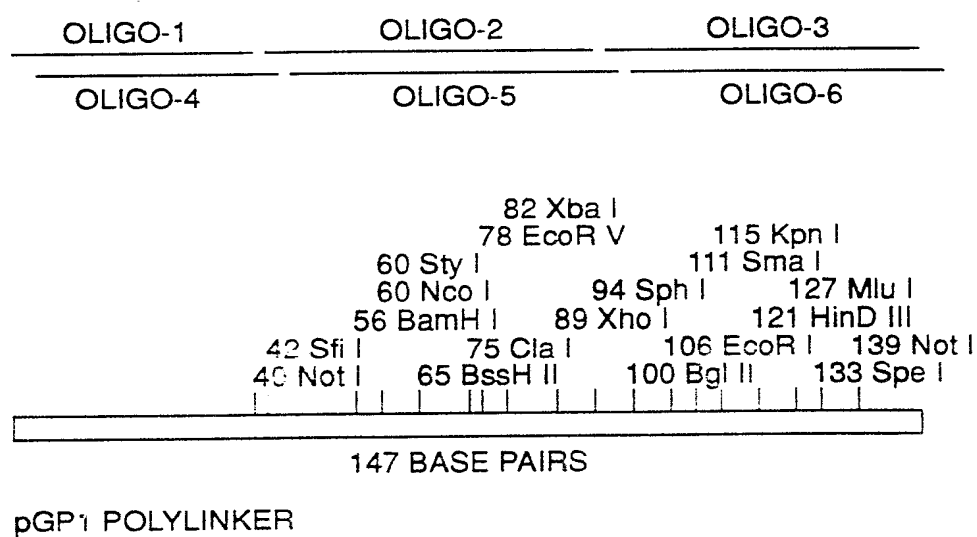 OLIGO-1 OLIGO-2 OLIGO-3
OLIGO-4 OLIGO-5 OLIGO-6
82 Xba I
78 EcoR V 115 Kpn I
60 Sty I 111 Sma I
60 Nco I 94 Sph I 127 Mlu I
56 BamH I 89 Xho I 121 HinD III
42 Sfi I 75 Cla I 106 EcoR I 139 Not I
40 Not I 65 BssH II 100 Bgl II 133 Spe I
147 BASE PAIRS
pGP1 POLYLINKER